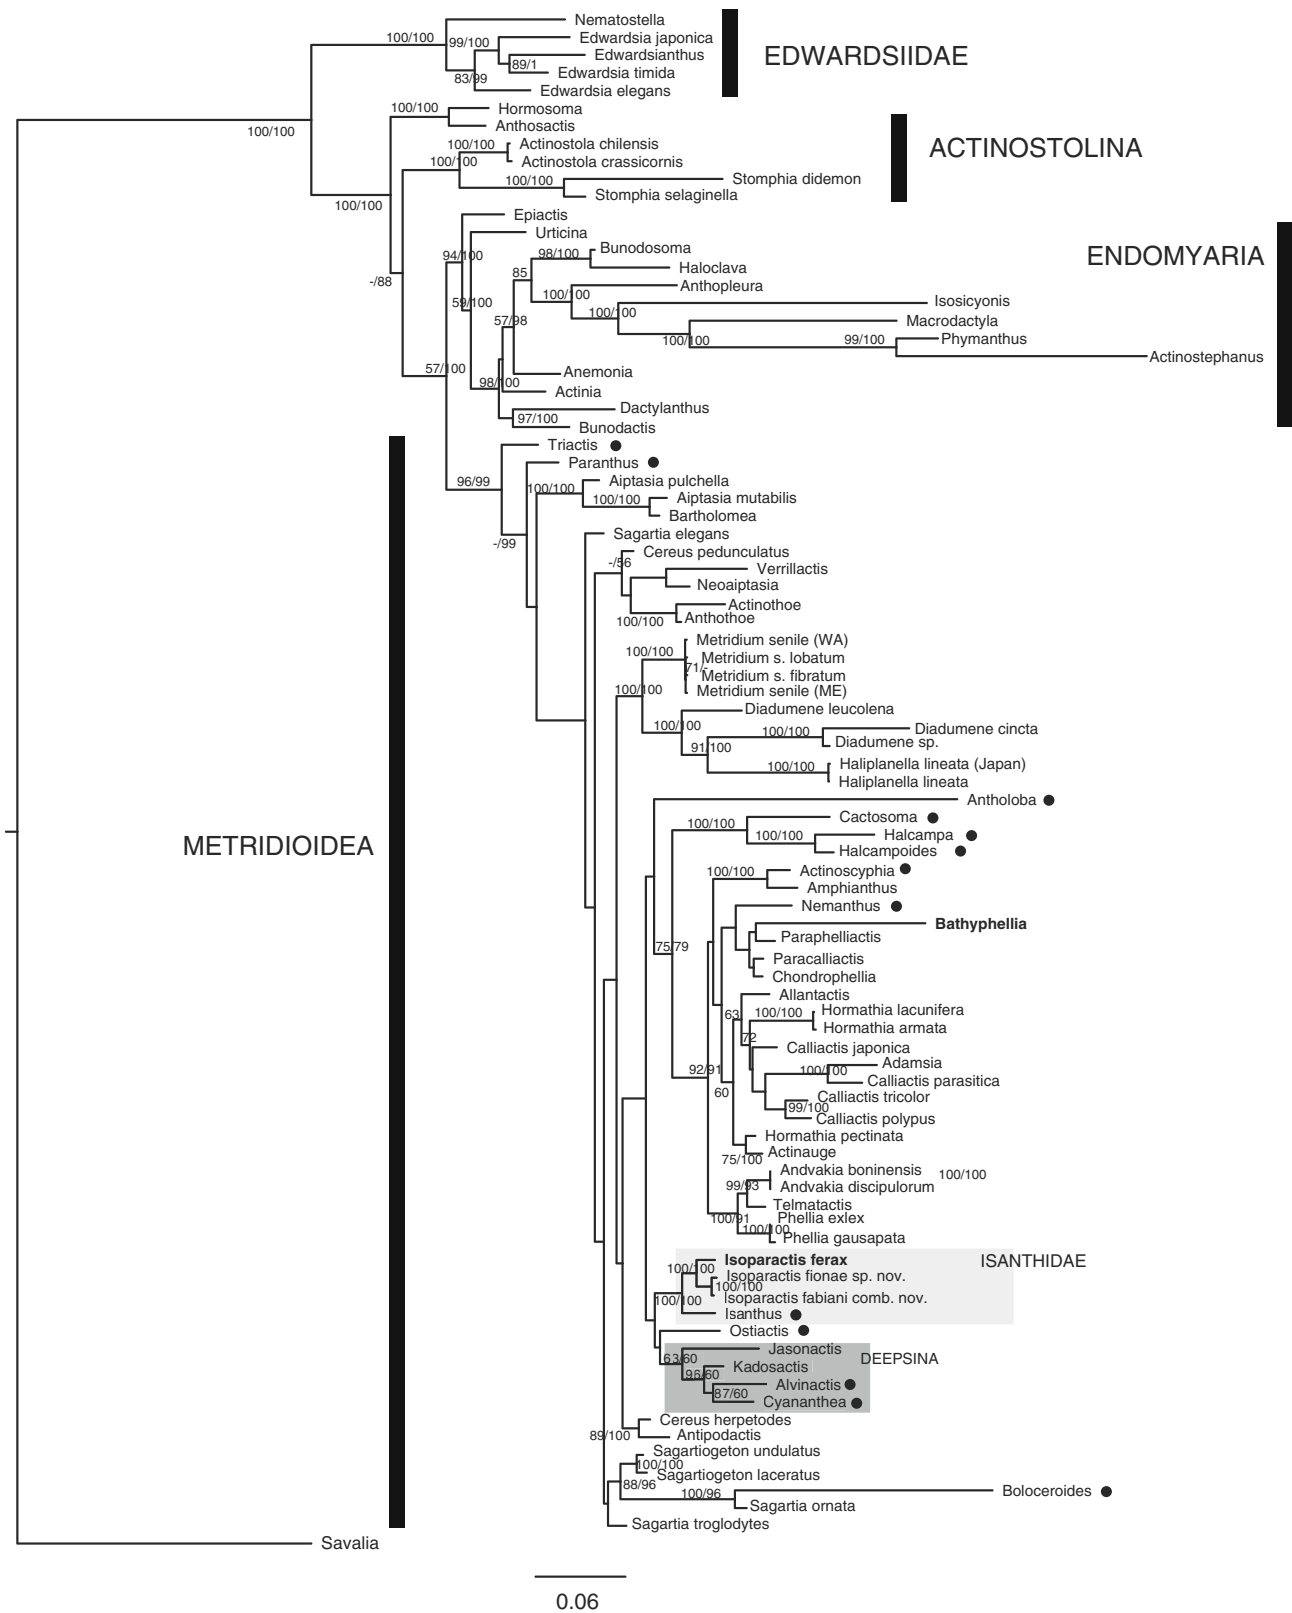 Nematostella
100/100
99/100
Edwardsia japonica
EDWARDSIIDAE
Edwardsianthus
89/1
Edwardsia timida
83/99
Edwardsia elegans
100/100
Hormosoma
100/100
Anthosactis
100/100
Actinostola chilensis
ACTINOSTOLINA
100/100
Actinostola crassicornis
100/100
Stomphia didemon
Stomphia selaginella
100/100
Epiactis
Urticina
94/100
98/100
Bunodosoma
ENDOMYARIA
85
Haloclava
-/88
Anthopleura
100/100
59/100
Isosicyonis
100/100
57/98
Macrodactyla
100/100
99/100
Phymanthus
Actinostephanus
57/100
Anemonia
98/100
Actinia
Dactylanthus
97/100
Bunodactis
Triactis
Paranthus
96/99
100/100
Aiptasia pulchella
100/100
Aiptasia mutabilis
Bartholomea
Sagartia elegans
-/99
Cereus pedunculatus
-/56
Verrillactis
Neoaiptasia
Actinothoe
100/100
Anthothoe
Metridium senile (WA)
100/100
Metridium s. lobatum
71/-
Metridium s. fibratum
100/100
Metridium senile (ME)
Diadumene leucolena
100/100
100/100
Diadumene cincta
91/100
Diadumene sp.
100/100
Haliplanella lineata (Japan)
Haliplanella lineata
Antholoba
100/100
Cactosoma
100/100
Halcampa
METRIDIOIDEA
Halcampoides
100/100
Actinoscyphia
Amphianthus
Nemanthus
Bathyphellia
75/79
Paraphelliactis
Paracalliactis
Chondrophellia
Allantactis
63
100/100
Hormathia lacunifera
Hormathia armata
72
Calliactis japonica
92/91
100/100
Adamsia
Calliactis parasitica
60
Calliactis tricolor
99/100
Calliactis polypus
Hormathia pectinata
75/100
Actinauge
Andvakia boninensis
100/100
99/93
Andvakia discipulorum
Telmatactis
100/91
Phellia exlex
100/100
Phellia gausapata
Isoparactis ferax
ISANTHIDAE
100/100
Isoparactis fionae sp. nov.
100/100
100/100
Isoparactis fabiani comb. nov.
Isanthus
Ostiactis
Jasonactis
63/60
DEEPSINA
Kadosactis
96/60
Alvinactis
87/60
Cyananthea
Cereus herpetodes
89/100
Antipodactis
Sagartiogeton undulatus
100/100
Sagartiogeton laceratus
88/96
100/96
Boloceroides
Sagartia ornata
Sagartia troglodytes
Savalia
0.06